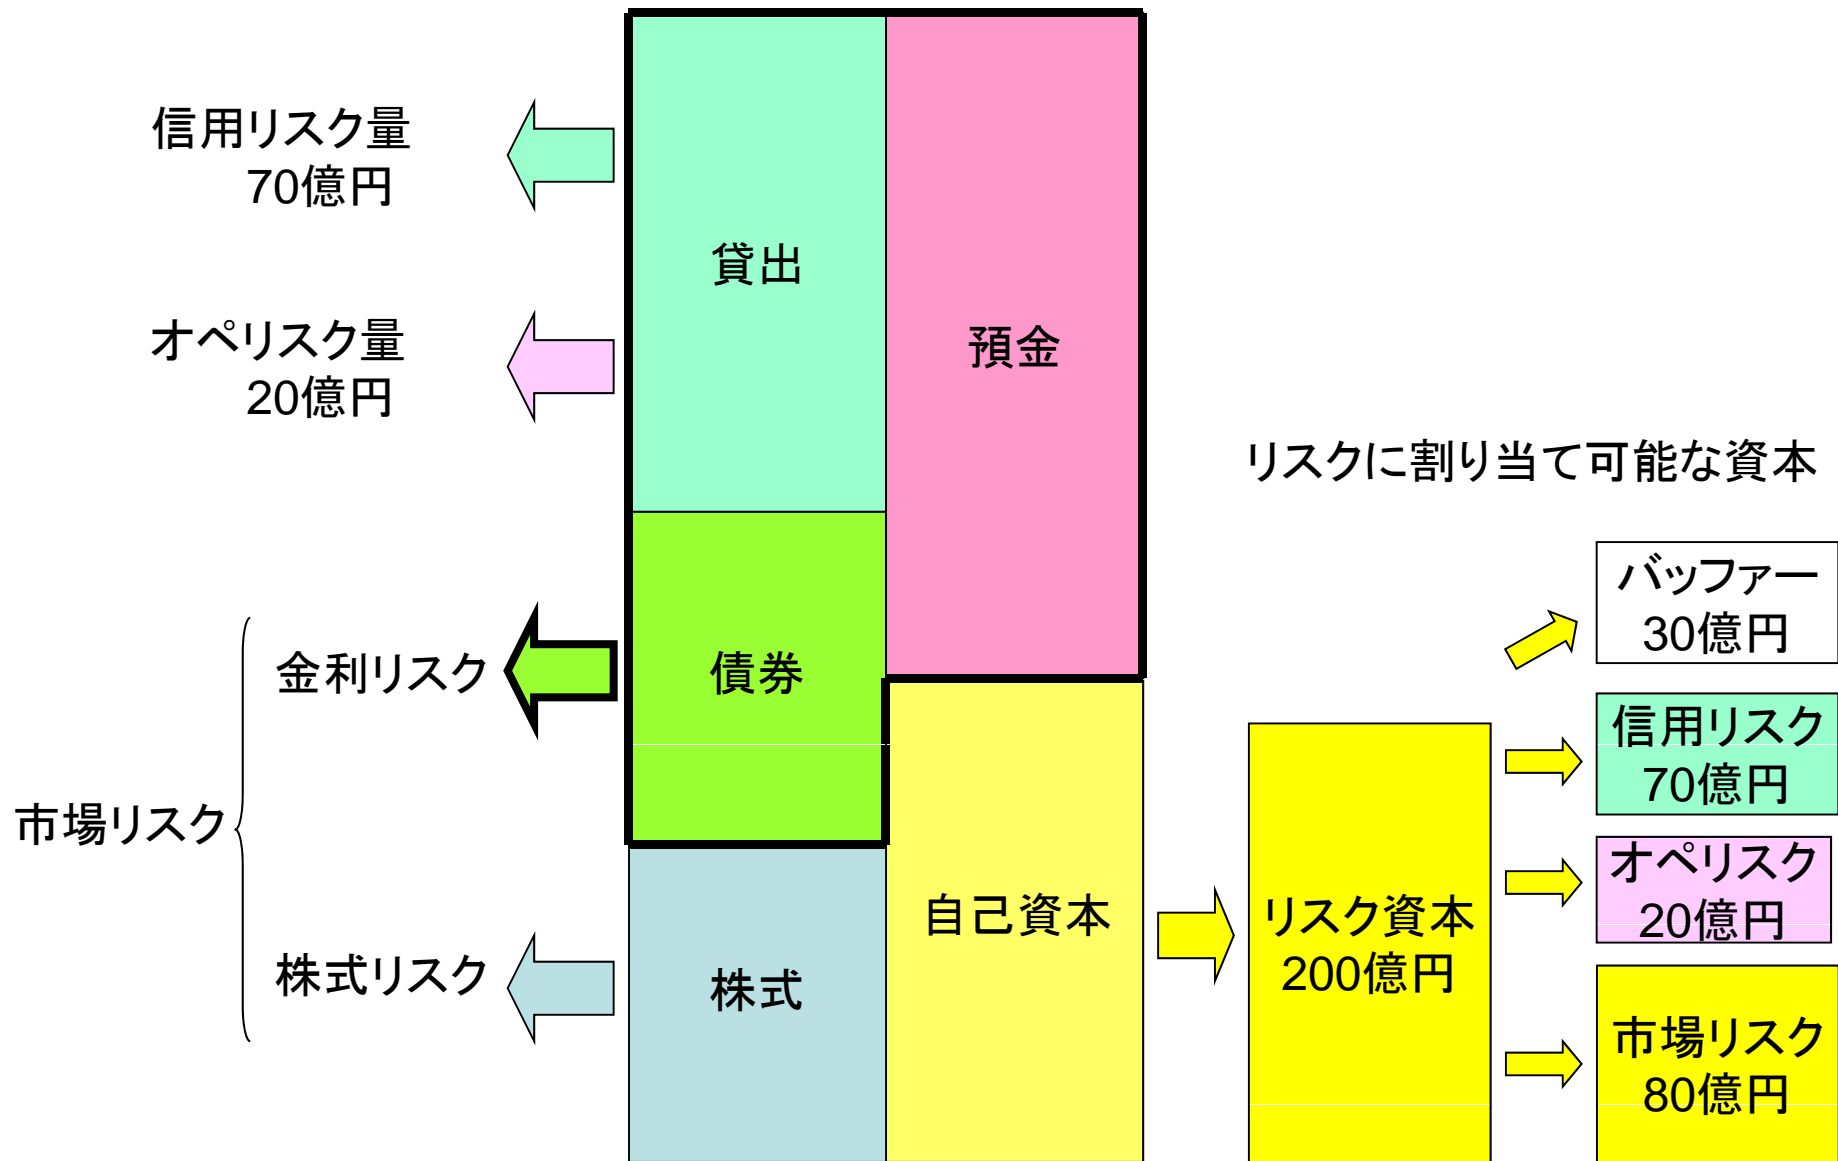 信用リスク量
70億円
オペリスク量
20億円
市場リスク
金利リスク
株式リスク
貸出
債券
株式
預金
自己資本
リスクに割り当て可能な資本
リスク資本
200億円
バッファー
30億円
信用リスク
70億円
オペリスク
20億円
市場リスク
80億円